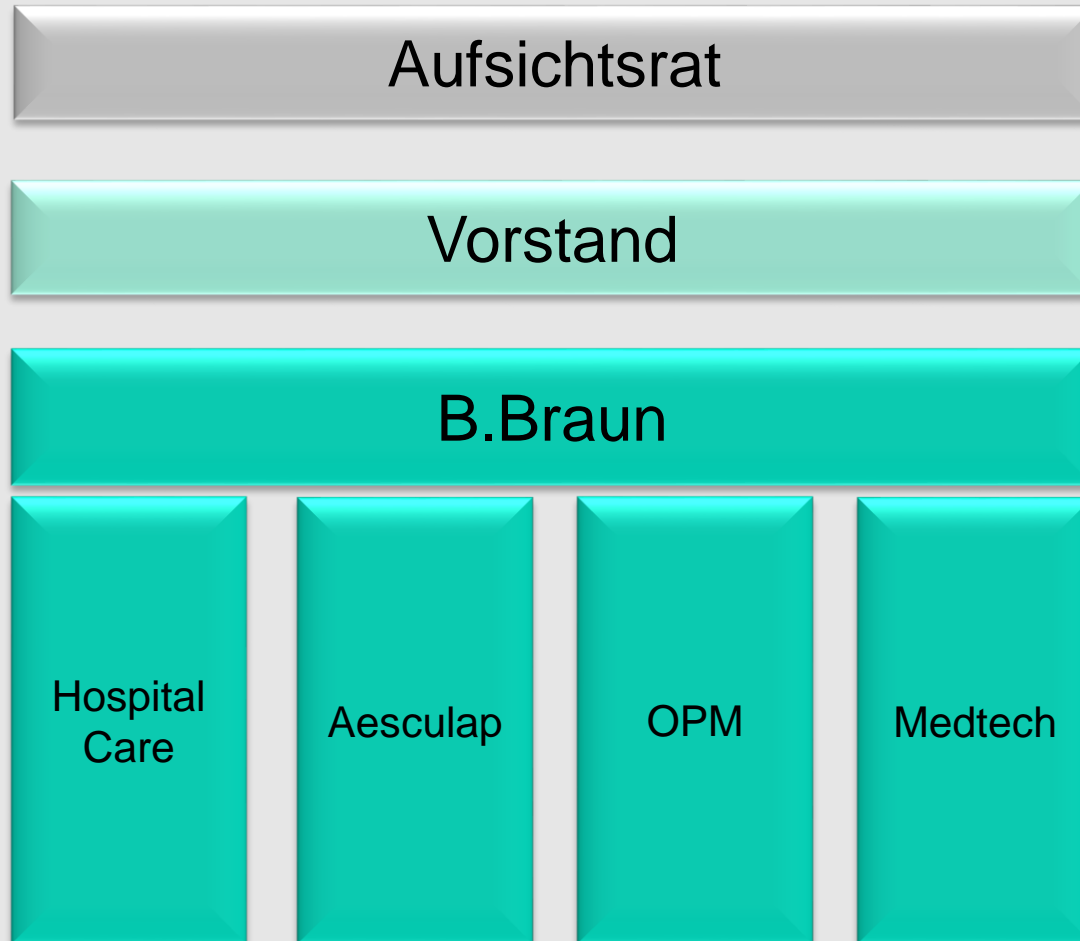 Aufsichtsrat
Vorstand
B.Braun
Hospital
Care
Aesculap
OPM
Medtech